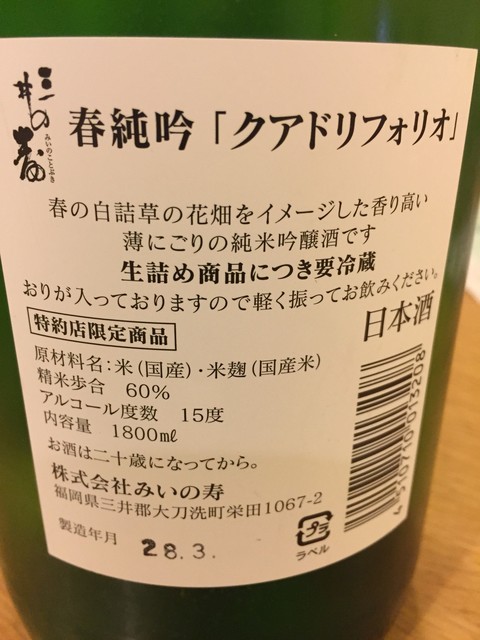 三井の寿
みいのことぶき
春純吟「クアドリフォリオ」
春の白詰草の花畑をイメージした香り高い
薄にごりの純米吟醸酒です
生詰め商品につき要冷蔵
おりが入っておりますので軽く振ってお飲みください。
特約店限定商品
日本酒
原材料名：米（国産）・米麹（国産米）
精米歩合 60%
アルコール度数 15度
内容量 1800㎖
お酒は二十歳になってから。
株式会社みいの寿
福岡県三井郡大刀洗町栄田1067-2
製造年月 28.3.
プラ
ラベル
4 910740 013208